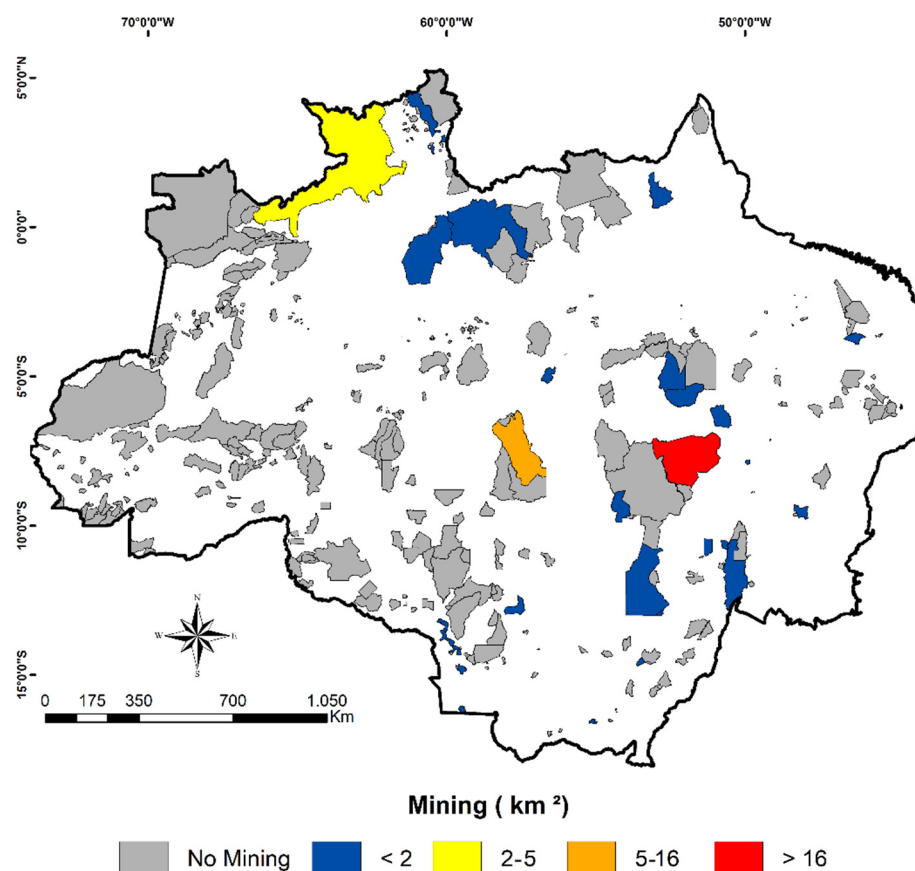 70°0'0"W 60°0'0"W 50°0'0"W
5°0'0"N
0°0'0"
5°0'0"S
10°0'0"S
15°0'0"S
N
W E
S
0 175 350 700 1.050
Km
Mining ( km ²)
No Mining < 2 2-5 5-16 > 16